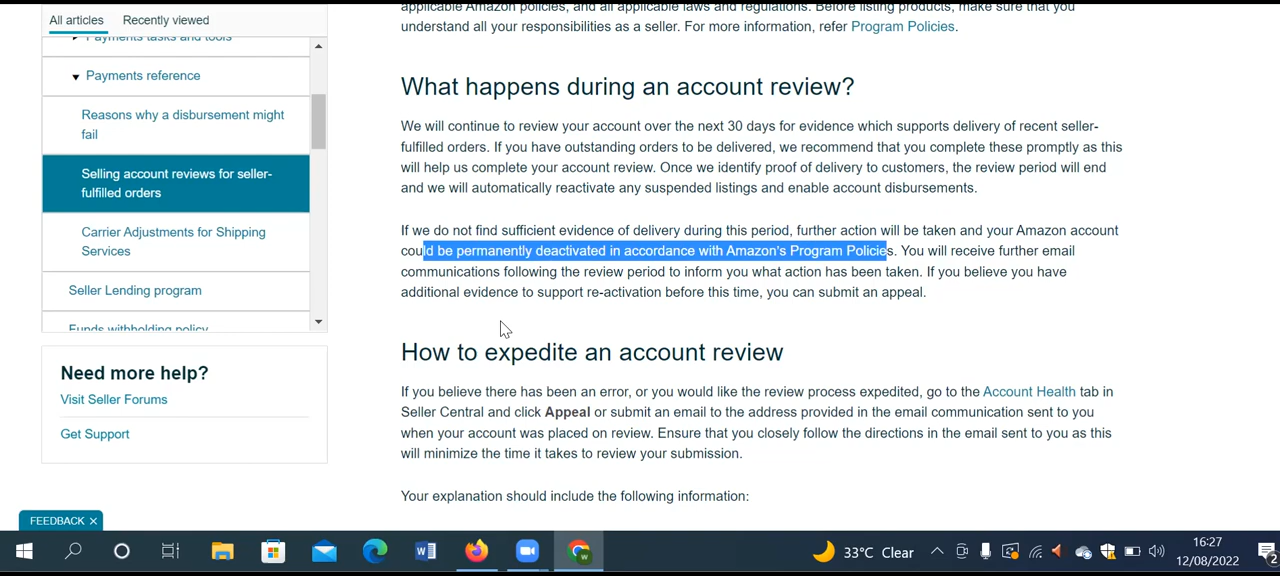 All articles Recently viewed
Payments tasks and tools
Payments reference
Reasons why a disbursement might
fail
Selling account reviews for seller-
fulfilled orders
Carrier Adjustments for Shipping
Services
Seller Lending program
Funds withholding policy
Need more help?
Visit Seller Forums
Get Support
applicable Amazon policies, and all applicable laws and regulations. Before listing products, make sure that you
understand all your responsibilities as a seller. For more information, refer Program Policies.
What happens during an account review?
We will continue to review your account over the next 30 days for evidence which supports delivery of recent seller-
fulfilled orders. If you have outstanding orders to be delivered, we recommend that you complete these promptly as this
will help us complete your account review. Once we identify proof of delivery to customers, the review period will end
and we will automatically reactivate any suspended listings and enable account disbursements.
If we do not find sufficient evidence of delivery during this period, further action will be taken and your Amazon account
could be permanently deactivated in accordance with Amazon's Program Policies. You will receive further email
communications following the review period to inform you what action has been taken. If you believe you have
additional evidence to support re-activation before this time, you can submit an appeal.
How to expedite an account review
If you believe there has been an error, or you would like the review process expedited, go to the Account Health tab in
Seller Central and click Appeal or submit an email to the address provided in the email communication sent to you
when your account was placed on review. Ensure that you closely follow the directions in the email sent to you as this
will minimize the time it takes to review your submission.
Your explanation should include the following information:
FEEDBACK ×
33°C Clear
16:27
12/08/2022
2